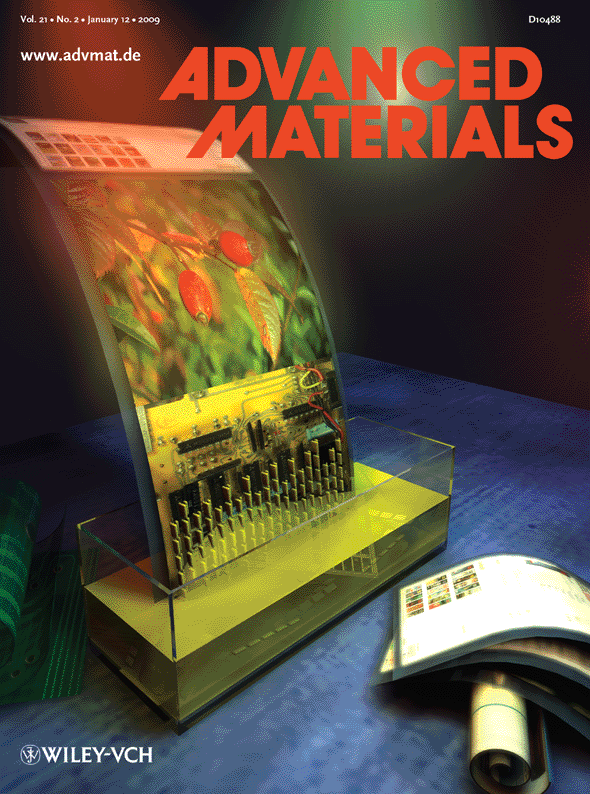 Vol. 21 • No. 2 • January 12 • 2009
D10488
www.advmat.de
ADVANCED
MATERIALS
WILEY-VCH